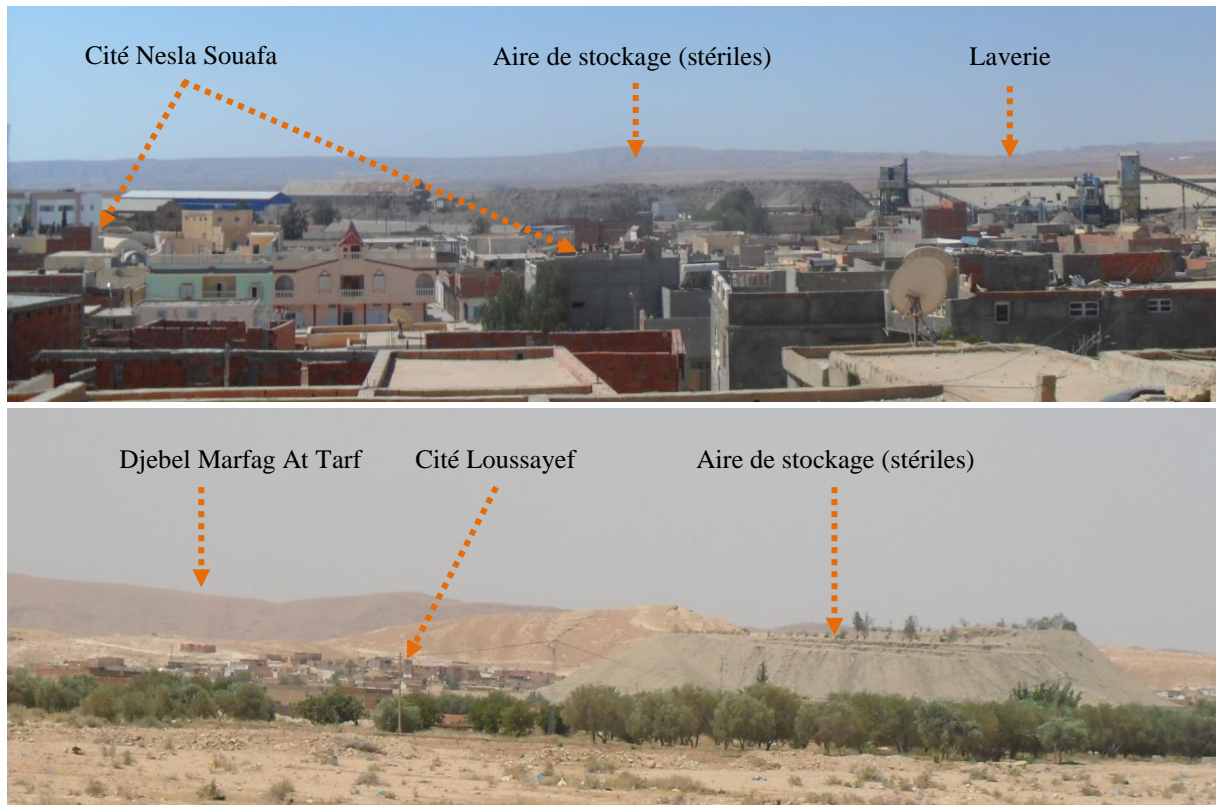 Cité Nesla Souafa
Aire de stockage (stériles)
Laverie
Djebel Marfag At Tarf
Cité Loussayef
Aire de stockage (stériles)